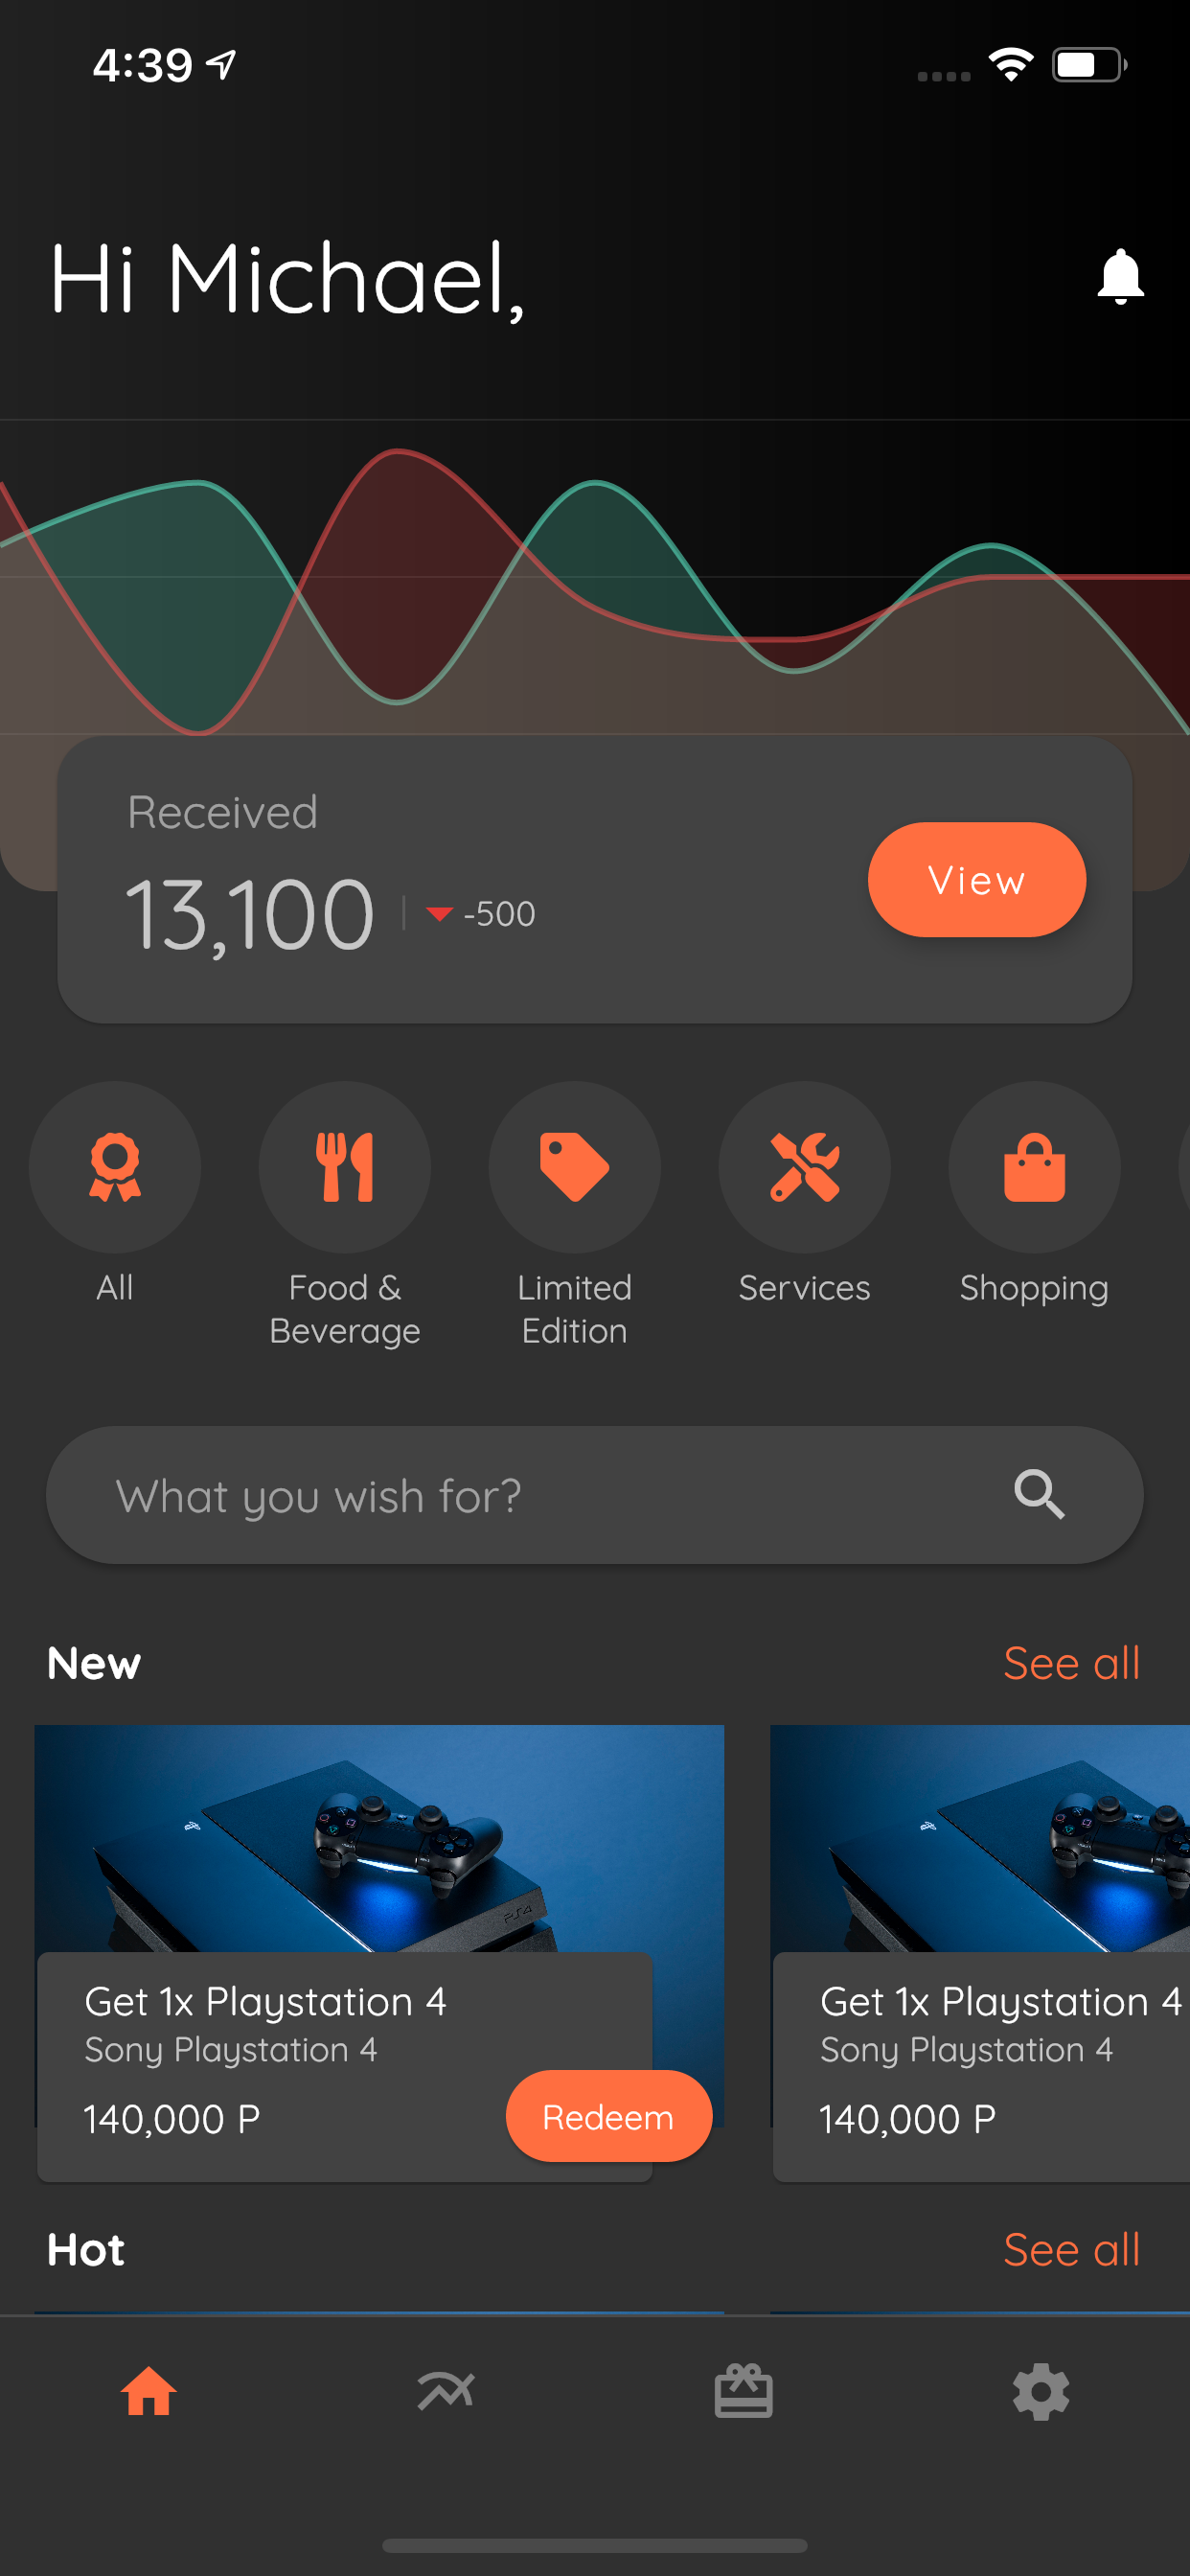 4:39
Hi Michael,
Received
13,100
-500
View
All
Food &
Beverage
Limited
Edition
Services
Shopping
What you wish for?
New
See all
PS4
Get 1x Playstation 4
Sony Playstation 4
140,000 P
Redeem
Get 1x Playstation 4
Sony Playstation 4
140,000 P
Hot
See all